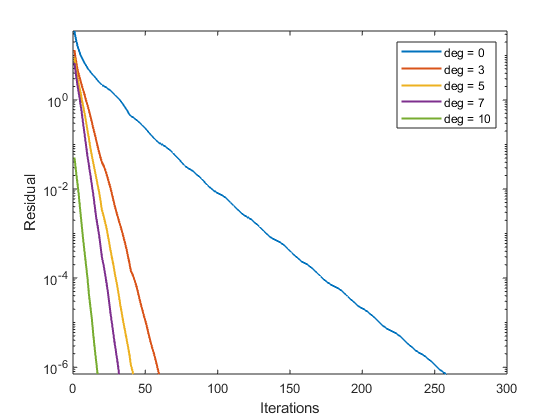 deg = 0
deg = 3
deg = 5
deg = 7
deg = 10
10^0
10^-2
10^-4
10^-6
Residual
0 50 100 150 200 250 300
Iterations